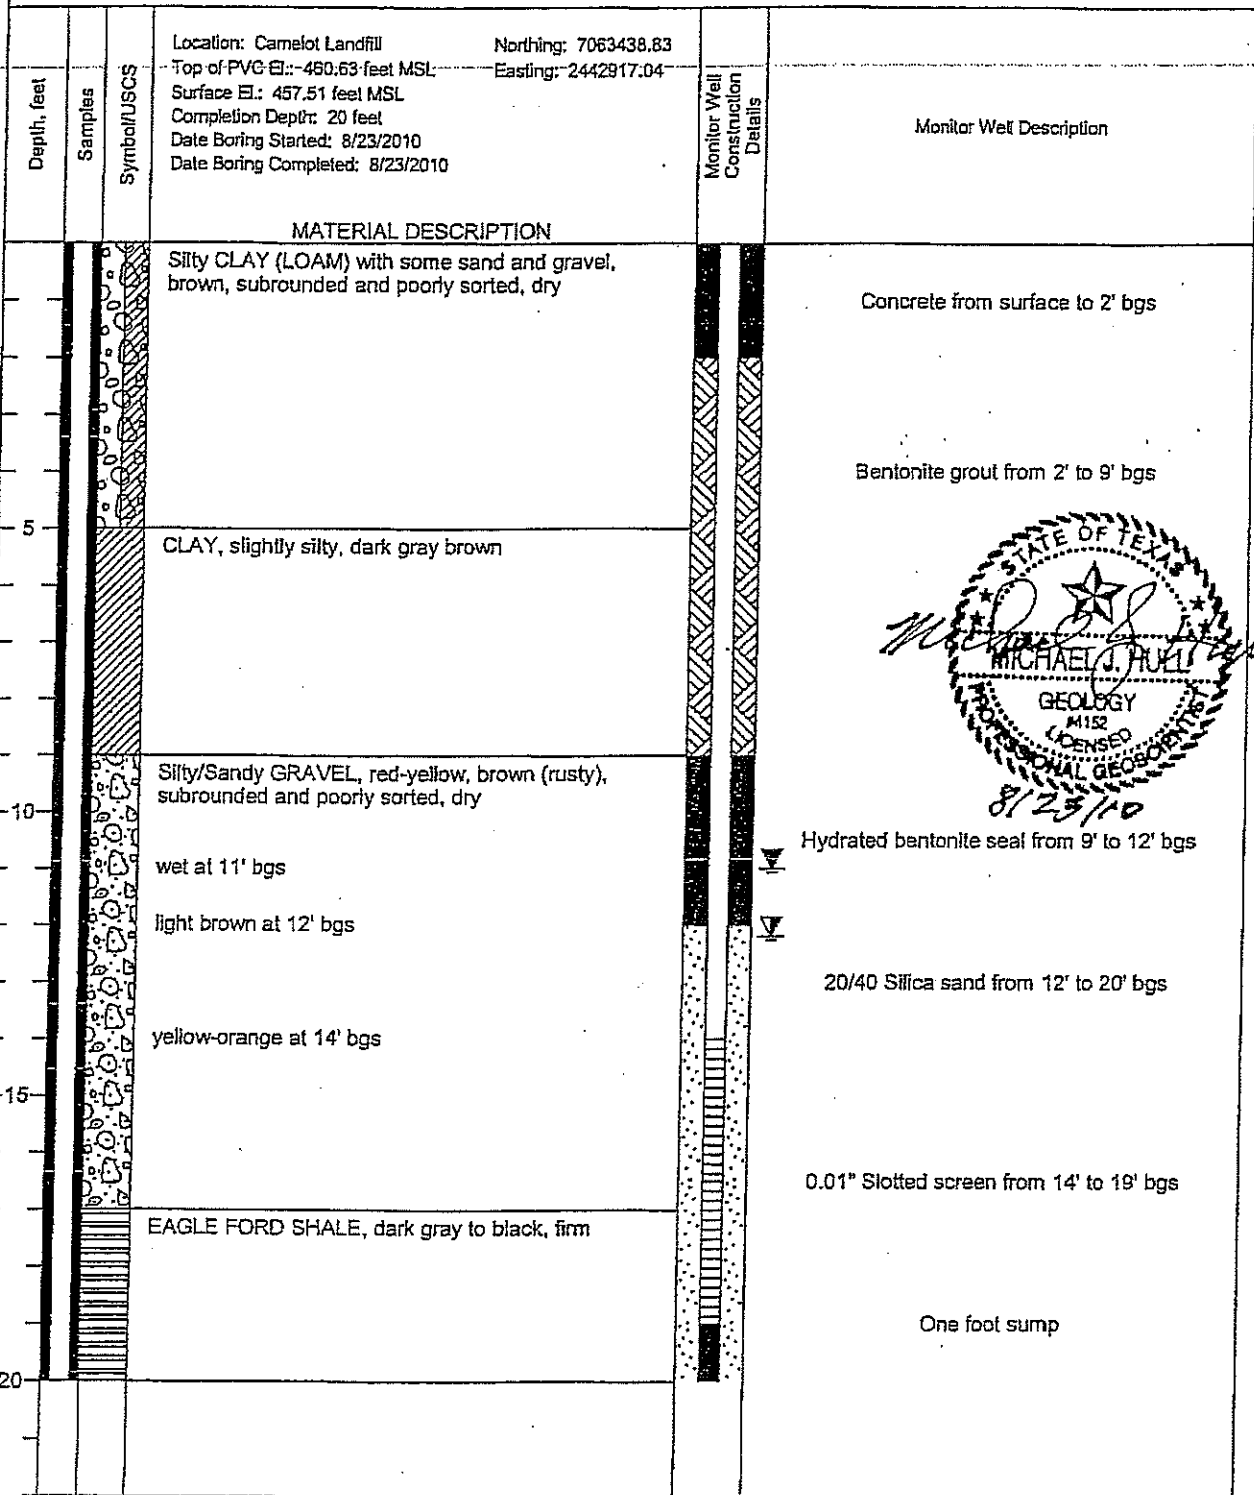 Location: Camelot Landfill
Northing: 7063438.83
Top of PVC El.: 460.63 feet MSL
Easting: 2442917.04
Surface El.: 457.51 feet MSL
Completion Depth: 20 feet
Date Boring Started: 8/23/2010
Date Boring Completed: 8/23/2010
Depth, feet
Samples
Symbol/USCS
MATERIAL DESCRIPTION
Monitor Well
Construction
Details
Monitor Well Description
Silty CLAY (LOAM) with some sand and gravel,
brown, subrounded and poorly sorted, dry
Concrete from surface to 2' bgs
Bentonite grout from 2' to 9' bgs
5
CLAY, slightly silty, dark gray brown
STATE OF TEXAS
MICHAEL J. HULL
GEOLOGY
LICENSED
PROFESSIONAL GEOSCIENTIST
8/23/10
Silty/Sandy GRAVEL, red-yellow, brown (rusty),
subrounded and poorly sorted, dry
10
Hydrated bentonite seal from 9' to 12' bgs
wet at 11' bgs
light brown at 12' bgs
20/40 Silica sand from 12' to 20' bgs
yellow-orange at 14' bgs
15
0.01" Slotted screen from 14' to 19' bgs
EAGLE FORD SHALE, dark gray to black, firm
One foot sump
20